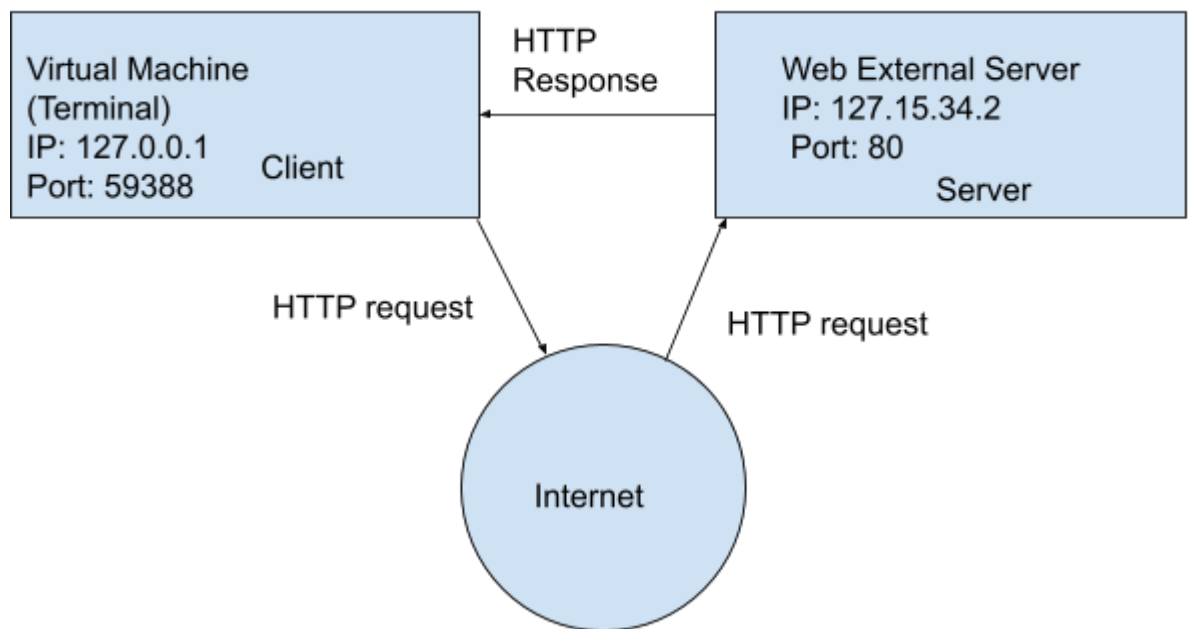 Virtual Machine
(Terminal)
IP: 127.0.0.1
Port: 59388
Client
HTTP
Response
Web External Server
IP: 127.15.34.2
Port: 80
Server
HTTP request
HTTP request
Internet